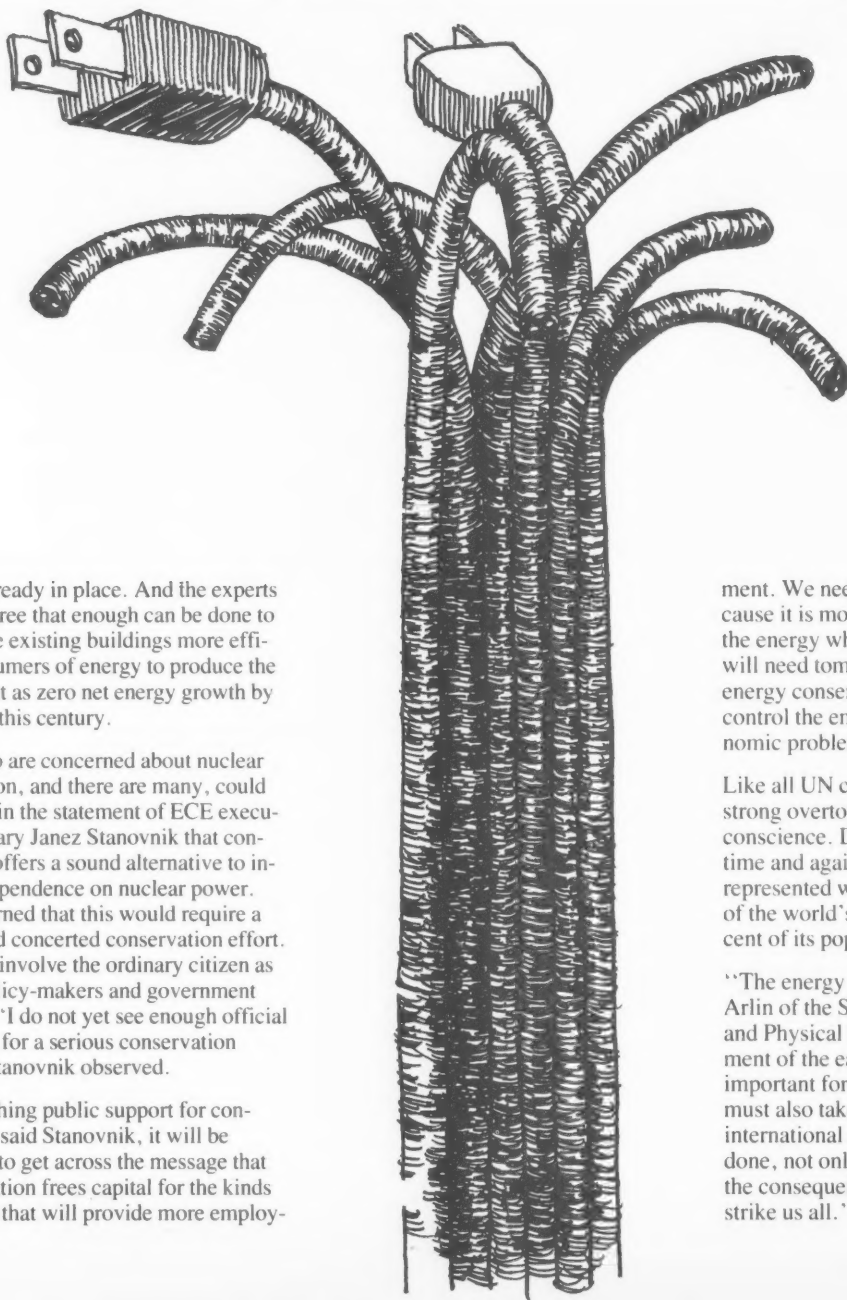 ready in place. And the experts
ree that enough can be done to
e existing buildings more effi-
umers of energy to produce the
t as zero net energy growth by
this century.
o are concerned about nuclear
on, and there are many, could
in the statement of ECE execu-
ary Janez Stanovnik that con-
offers a sound alternative to in-
pendence on nuclear power.
rned that this would require a
d concerted conservation effort.
involve the ordinary citizen as
licy-makers and government
"I do not yet see enough official
for a serious conservation
tanovnik observed.
hing public support for con-
said Stanovnik, it will be
to get across the message that
tion frees capital for the kinds
that will provide more employ-
ment. We nee
cause it is mo
the energy wh
will need tom
energy conser
control the en
nomic proble
Like all UN c
strong overto
conscience. D
time and agai
represented w
of the world's
cent of its pop
"The energy
Arlin of the S
and Physical
ment of the ea
important for
must also tak
international
done, not onl
the conseque
strike us all."